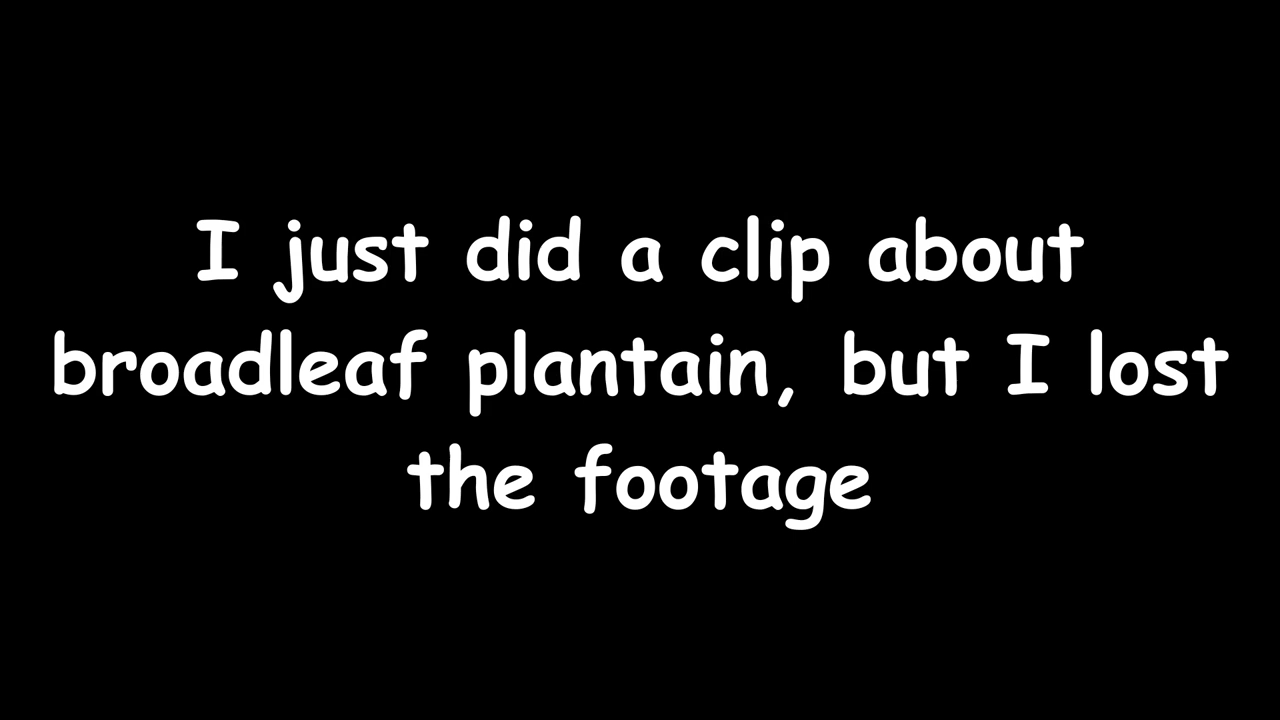 I just did a clip about
broadleaf plantain, but I lost
the footage